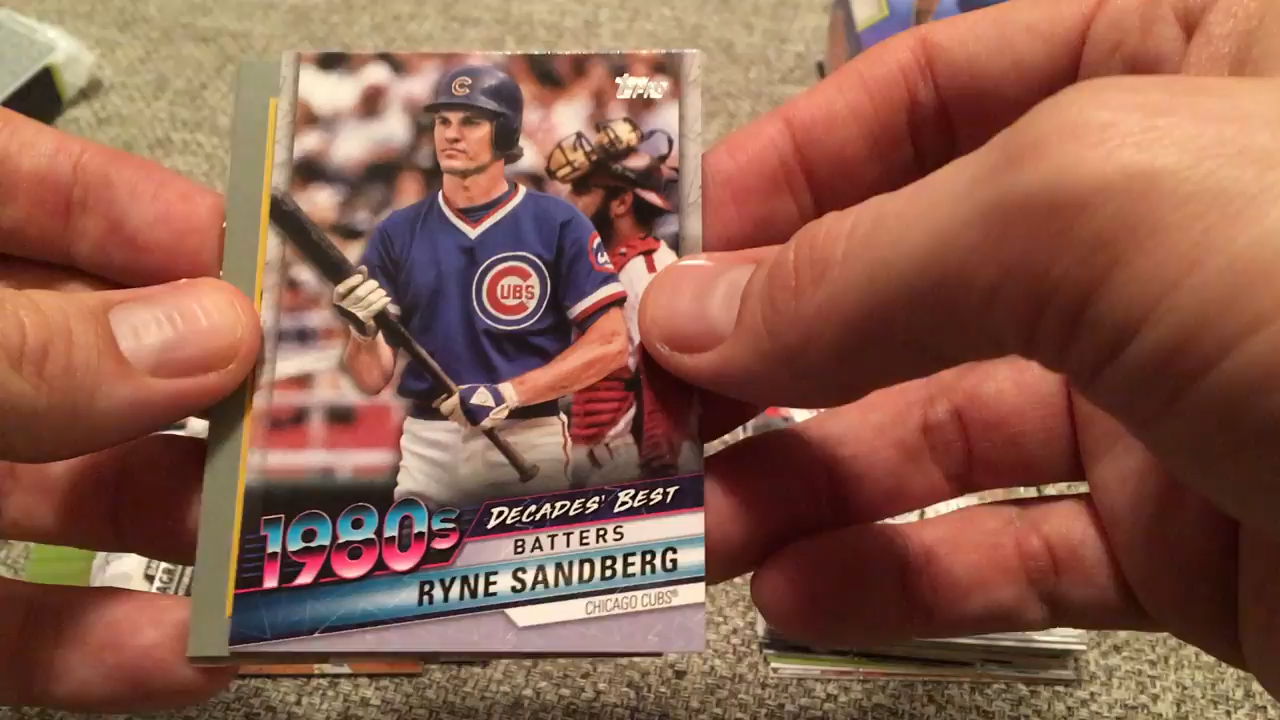 Topps
C
CUBS
1980s
DECADES' BEST
BATTERS
RYNE SANDBERG
CHICAGO CUBS®